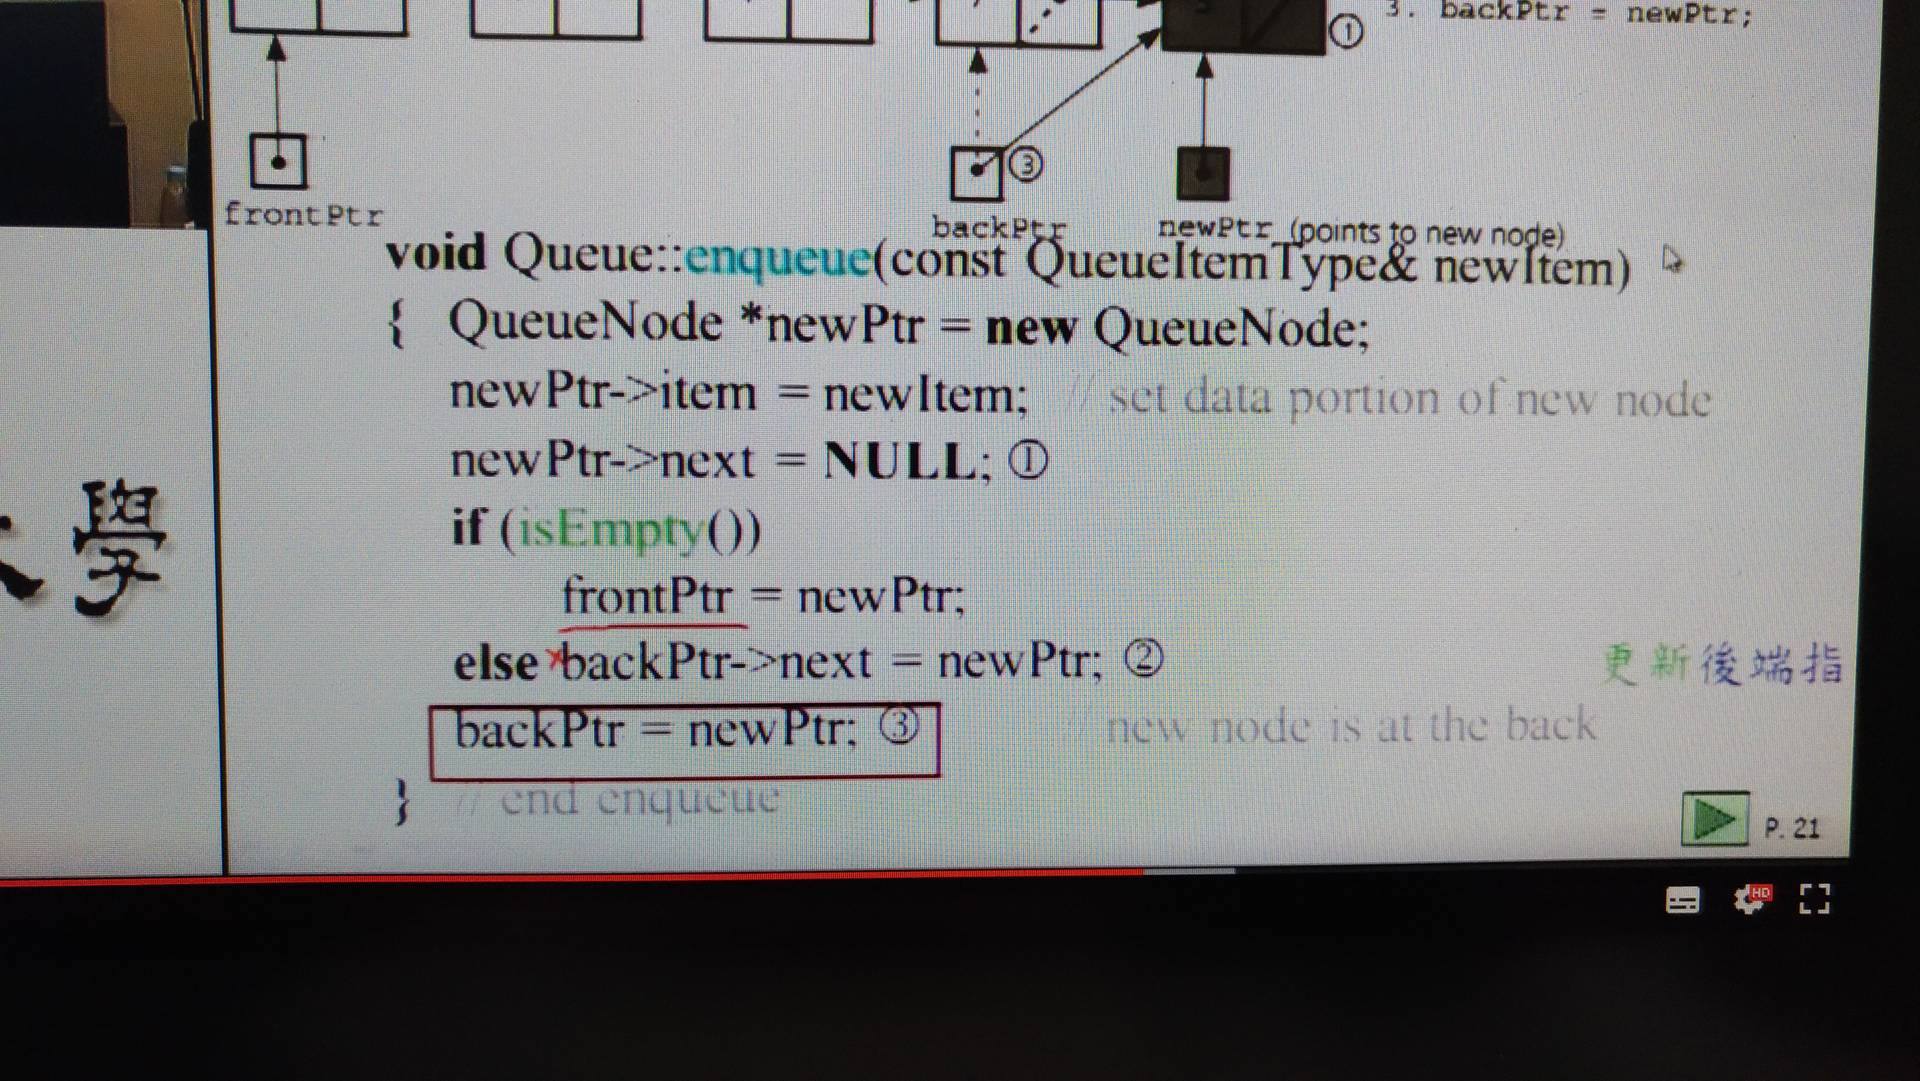 3. backPtr = newPtr;
①
③
frontPtr
backPtr
newPtr (points to new node)
void Queue::enqueue(const QueueItemType& newItem)
{ QueueNode *newPtr = new QueueNode;
newPtr->item = newItem; // set data portion of new node
newPtr->next = NULL; ①
if (isEmpty())
frontPtr = newPtr;
else backPtr->next = newPtr; ②
更新後端指
backPtr = newPtr; ③ new node is at the back
} // end enqueue
P. 21
學
HD